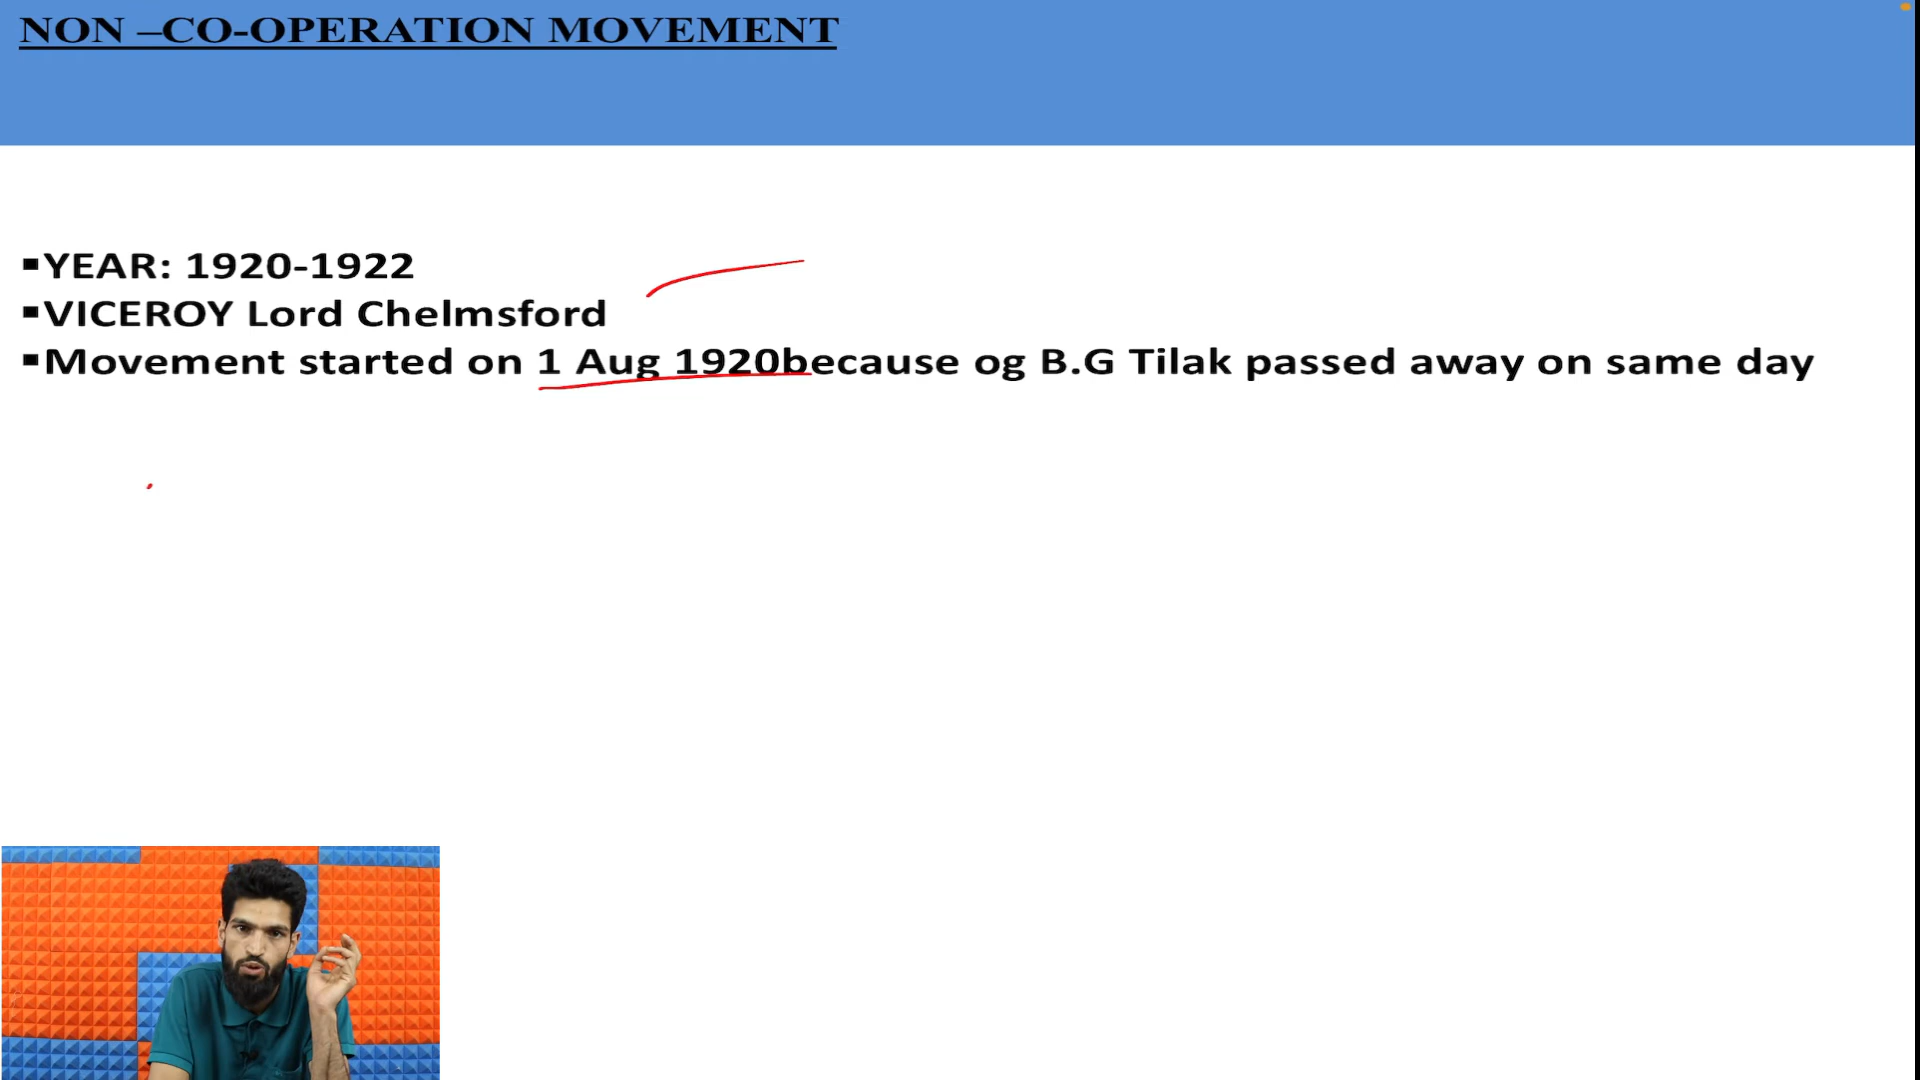 NON –CO-OPERATION MOVEMENT
▪YEAR: 1920-1922
▪VICEROY Lord Chelmsford
▪Movement started on 1 Aug 1920because og B.G Tilak passed away on same day